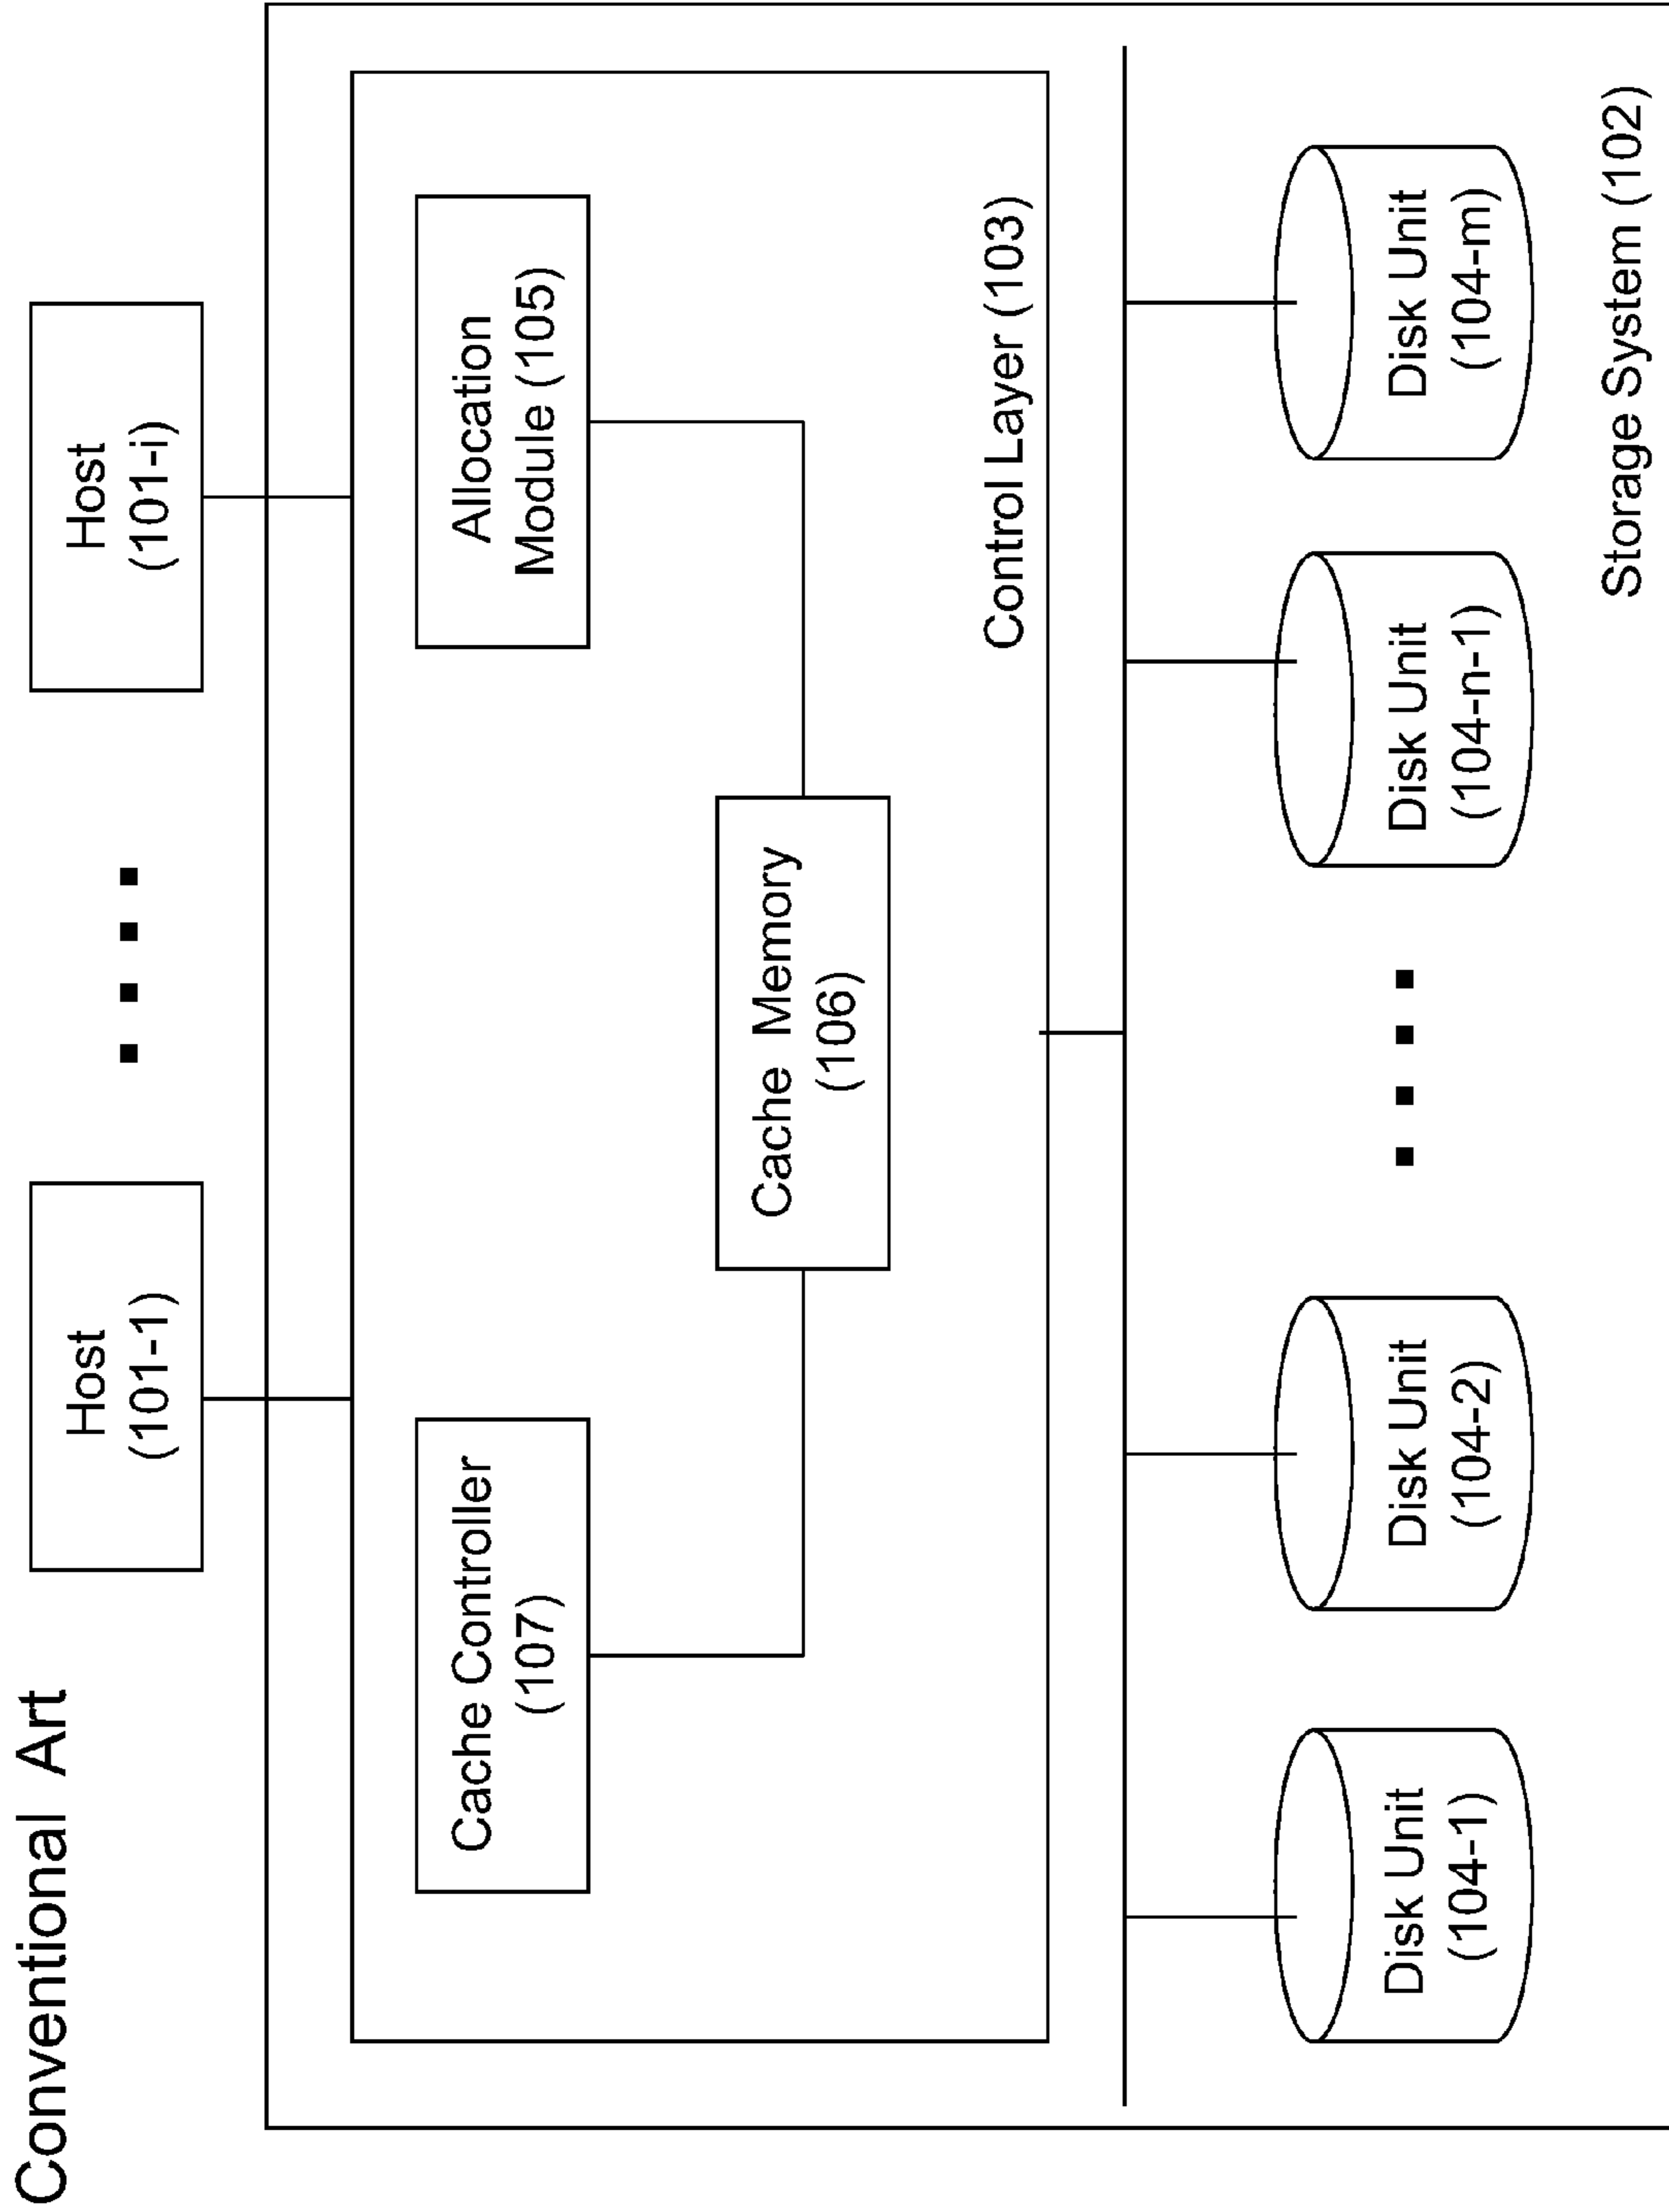 Conventional Art
Host
(101-1)
Host
(101-i)
Cache Controller
(107)
Allocation
Module (105)
Cache Memory
(106)
Control Layer (103)
Disk Unit
(104-1)
Disk Unit
(104-2)
Disk Unit
(104-n-1)
Disk Unit
(104-m)
Storage System (102)